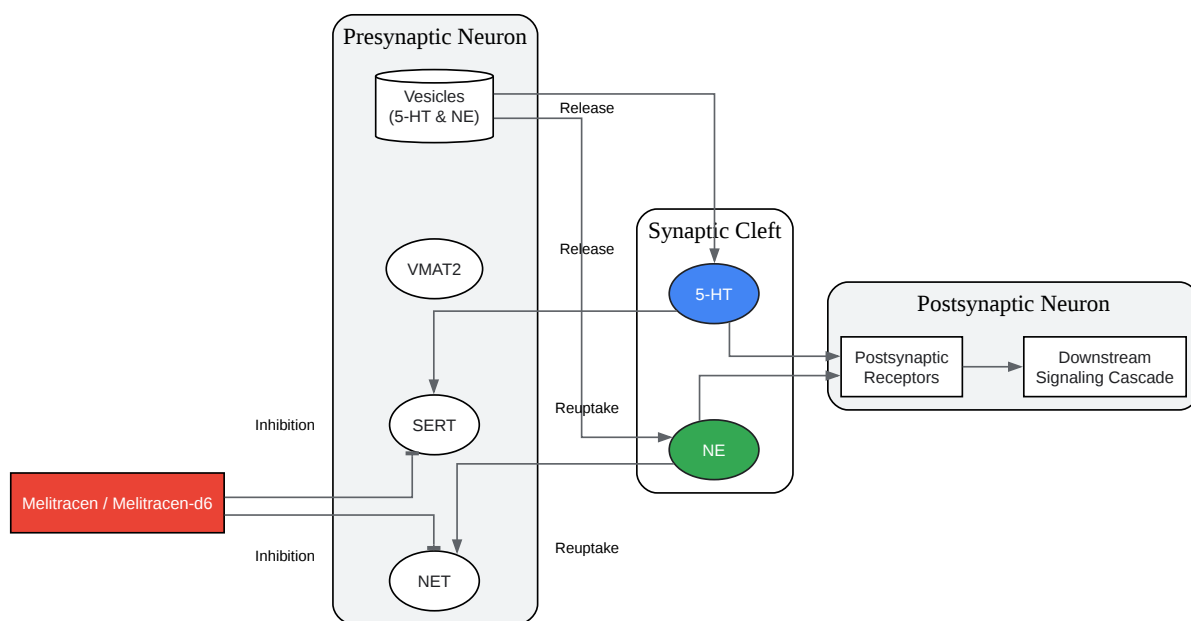 Presynaptic Neuron
Vesicles
(5-HT & NE)
Release
Synaptic Cleft
Release
VMAT2
5-HT
Postsynaptic Neuron
Postsynaptic
Receptors
Downstream
Signaling Cascade
Reuptake
Inhibition
SERT
NE
Melitracen / Melitracen-d6
Reuptake
Inhibition
NET